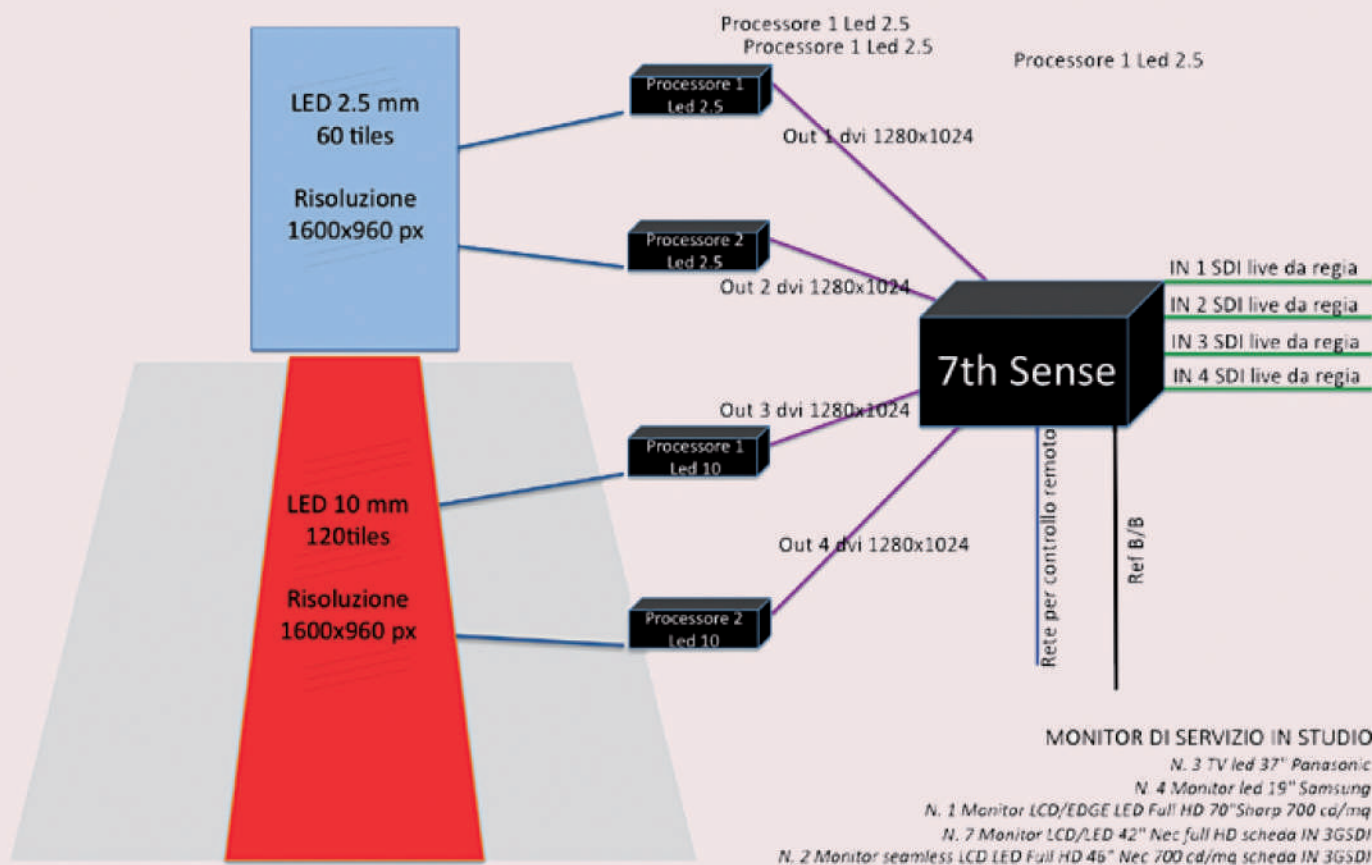 Processore 1 Led 2.5
Processore 1 Led 2.5
Processore 1 Led 2.5
LED 2.5 mm
60 tiles
Risoluzione
1600x960 px
Processore 1
Led 2.5
Out 1 dvi 1280x1024
Processore 2
Led 2.5
Out 2 dvi 1280x1024
IN 1 SDI live da regia
IN 2 SDI live da regia
IN 3 SDI live da regia
IN 4 SDI live da regia
7th Sense
Out 3 dvi 1280x1024
Processore 1
Led 10
LED 10 mm
120tiles
Risoluzione
1600x960 px
Out 4 dvi 1280x1024
Processore 2
Led 10
Rete per controllo remoto
Ref B/B
MONITOR DI SERVIZIO IN STUDIO
N. 3 TV led 37" Panasonic
N. 4 Monitor led 19" Samsung
N. 1 Monitor LCD/EDGE LED Full HD 70"Sharp 700 cd/mq
N. 7 Monitor LCD/LED 42" Nec full HD scheda IN 3GSDI
N. 2 Monitor seamless LCD LED Full HD 46" Nec 700 cd/mq scheda IN 3GSDI